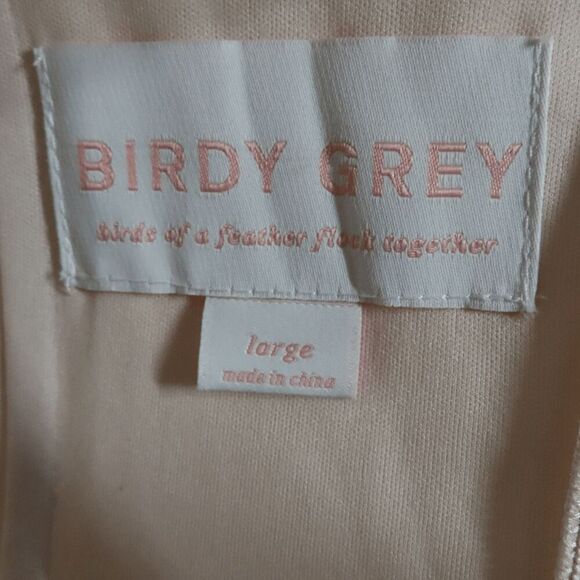 BIRDY GREY
birds of a feather flock together
large
made in china